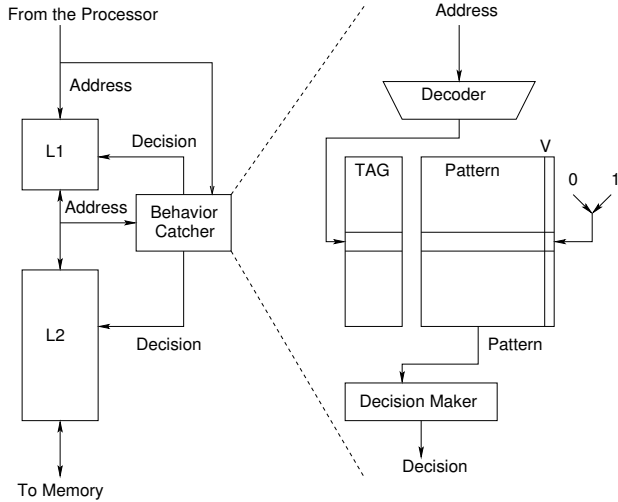 From the Processor
Address
L1
Decision
Address
Behavior
Catcher
L2
Decision
To Memory
Address
Decoder
V
TAG
Pattern
0
1
Pattern
Decision Maker
Decision